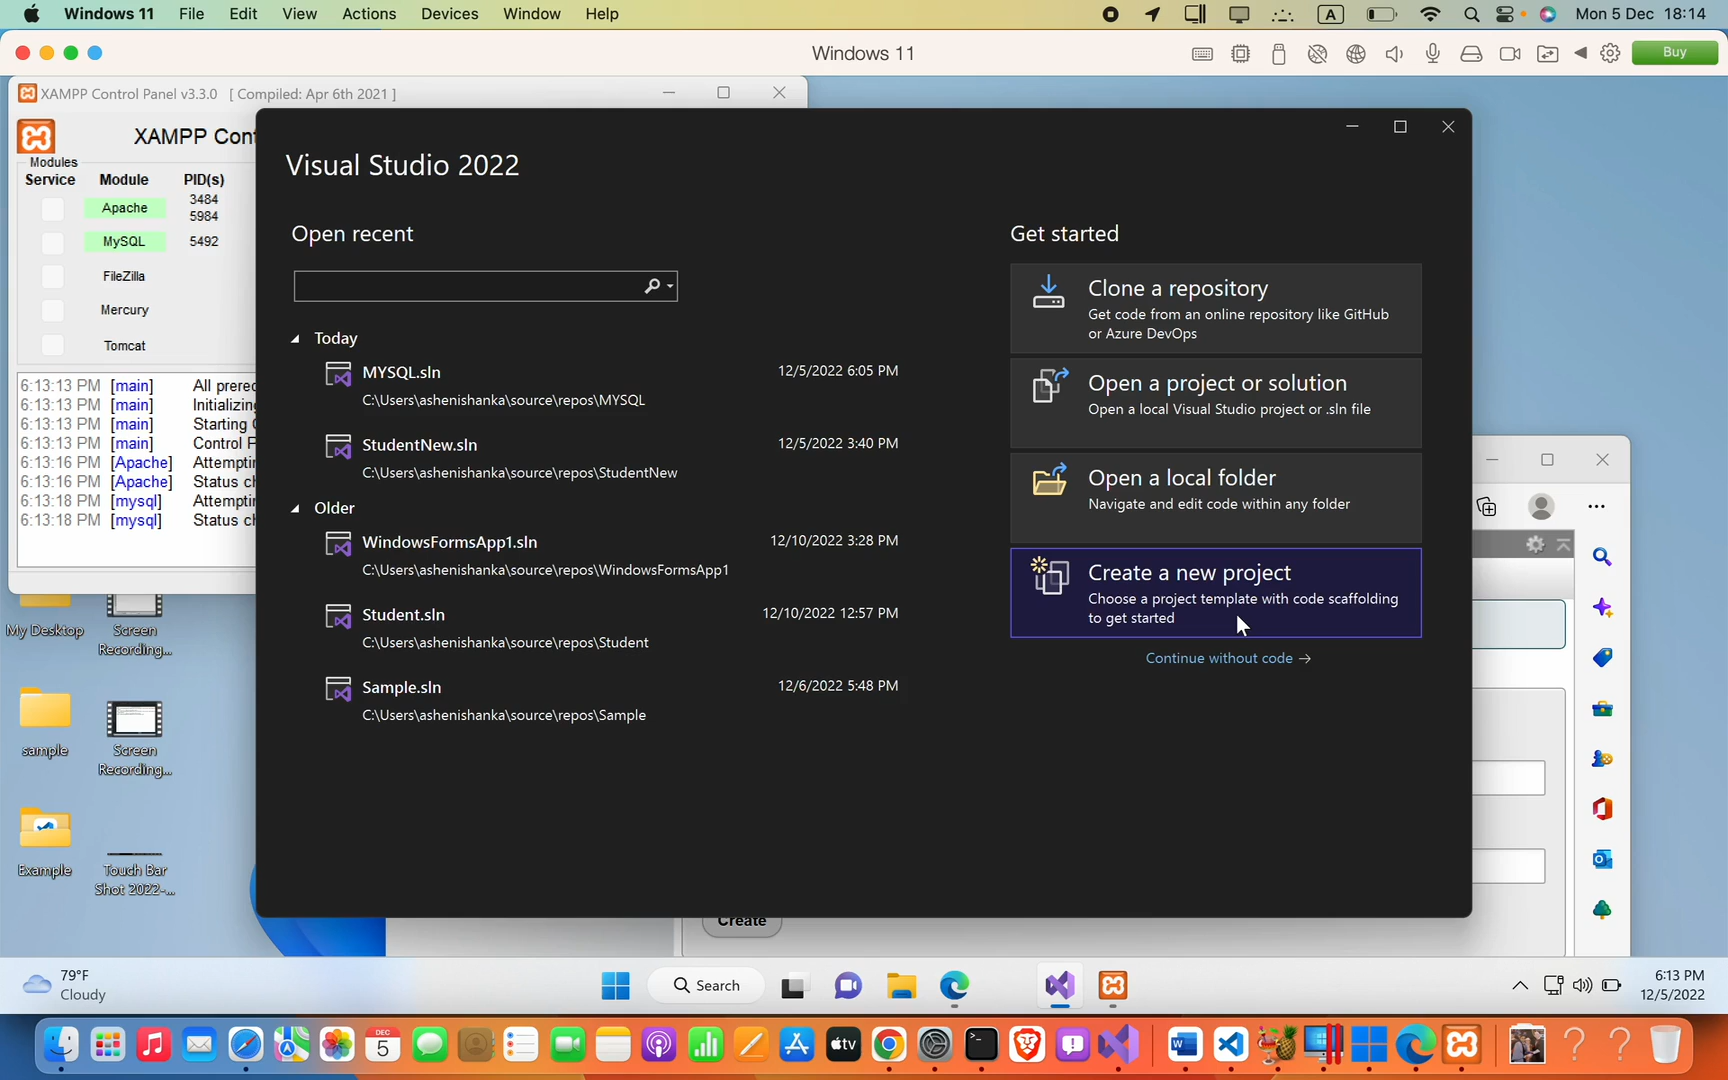 Windows 11 File Edit View Actions Devices Window Help A Mon 5 Dec 18:14
Windows 11 Buy
XAMPP Control Panel v3.3.0 [ Compiled: Apr 6th 2021 ]
XAMPP Cont
Modules
Service Module PID(s)
Apache 3484
5984
MySQL 5492
FileZilla
Mercury
Tomcat
6:13:13 PM [main] All prerec
6:13:13 PM [main] Initializing
6:13:13 PM [main] Starting
6:13:13 PM [main] Control P
6:13:16 PM [Apache] Attempti
6:13:16 PM [Apache] Status ch
6:13:18 PM [mysql] Attempti
6:13:18 PM [mysql] Status ch
My Desktop
Screen
Recording...
sample
Screen
Recording...
Example
Touch Bar
Shot 2022-...
Visual Studio 2022
Open recent
Today
MYSQL.sln 12/5/2022 6:05 PM
C:\Users\ashenishanka\source\repos\MYSQL
StudentNew.sln 12/5/2022 3:40 PM
C:\Users\ashenishanka\source\repos\StudentNew
Older
WindowsFormsApp1.sln 12/10/2022 3:28 PM
C:\Users\ashenishanka\source\repos\WindowsFormsApp1
Student.sln 12/10/2022 12:57 PM
C:\Users\ashenishanka\source\repos\Student
Sample.sln 12/6/2022 5:48 PM
C:\Users\ashenishanka\source\repos\Sample
Get started
Clone a repository
Get code from an online repository like GitHub
or Azure DevOps
Open a project or solution
Open a local Visual Studio project or .sln file
Open a local folder
Navigate and edit code within any folder
Create a new project
Choose a project template with code scaffolding
to get started
Continue without code →
Create
79°F
Cloudy
Search
6:13 PM
12/5/2022
DEC
5
tv